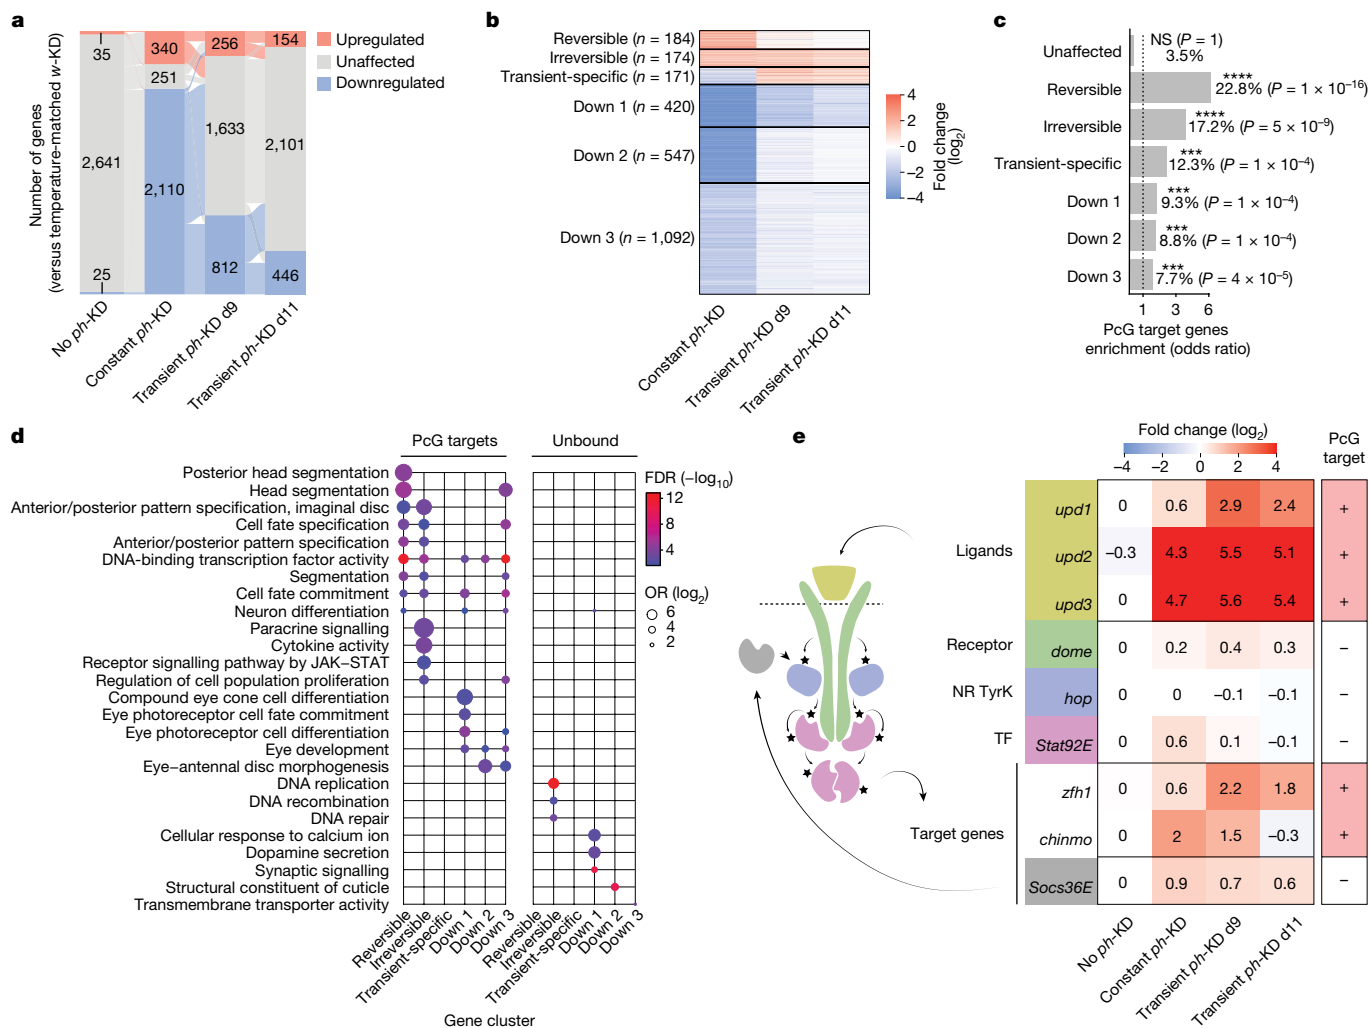 a
Number of genes
(versus temperature-matched w-KD)
35
2,641
25
340
251
2,110
256
1,633
812
154
2,101
446
Upregulated
Unaffected
Downregulated
No ph-KD
Constant ph-KD
Transient ph-KD d9
Transient ph-KD d11
b
Reversible (n = 184)
Irreversible (n = 174)
Transient-specific (n = 171)
Down 1 (n = 420)
Down 2 (n = 547)
Down 3 (n = 1,092)
Constant ph-KD
Transient ph-KD d9
Transient ph-KD d11
4
2
0
−2
−4
Fold change
(log2)
c
Unaffected
NS (P = 1)
3.5%
Reversible
****
22.8% (P = 1 × 10−16)
Irreversible
****
17.2% (P = 5 × 10−9)
Transient-specific
***
12.3% (P = 1 × 10−4)
Down 1
***
9.3% (P = 1 × 10−4)
Down 2
***
8.8% (P = 1 × 10−4)
Down 3
***
7.7% (P = 4 × 10−5)
1 3 6
PcG target genes
enrichment (odds ratio)
d
PcG targets
Unbound
Posterior head segmentation
Head segmentation
Anterior/posterior pattern specification, imaginal disc
Cell fate specification
Anterior/posterior pattern specification
DNA-binding transcription factor activity
Segmentation
Cell fate commitment
Neuron differentiation
Paracrine signalling
Cytokine activity
Receptor signalling pathway by JAK–STAT
Regulation of cell population proliferation
Compound eye cone cell differentiation
Eye photoreceptor cell fate commitment
Eye photoreceptor cell differentiation
Eye development
Eye–antennal disc morphogenesis
DNA replication
DNA recombination
DNA repair
Cellular response to calcium ion
Dopamine secretion
Synaptic signalling
Structural constituent of cuticle
Transmembrane transporter activity
Reversible
Irreversible
Transient-specific
Down 1
Down 2
Down 3
Reversible
Irreversible
Transient-specific
Down 1
Down 2
Down 3
Gene cluster
FDR (−log10)
12
8
4
OR (log2)
6
4
2
e
Fold change (log2)
−4 −2 0 2 4
PcG
target
Ligands
upd1 0 0.6 2.9 2.4 +
upd2 −0.3 4.3 5.5 5.1 +
upd3 0 4.7 5.6 5.4 +
Receptor dome 0 0.2 0.4 0.3 −
NR TyrK hop 0 0 −0.1 −0.1 −
TF Stat92E 0 0.6 0.1 −0.1 −
Target genes
zfh1 0 0.6 2.2 1.8 +
chinmo 0 2 1.5 −0.3 +
Socs36E 0 0.9 0.7 0.6 −
No ph-KD
Constant ph-KD
Transient ph-KD d9
Transient ph-KD d11